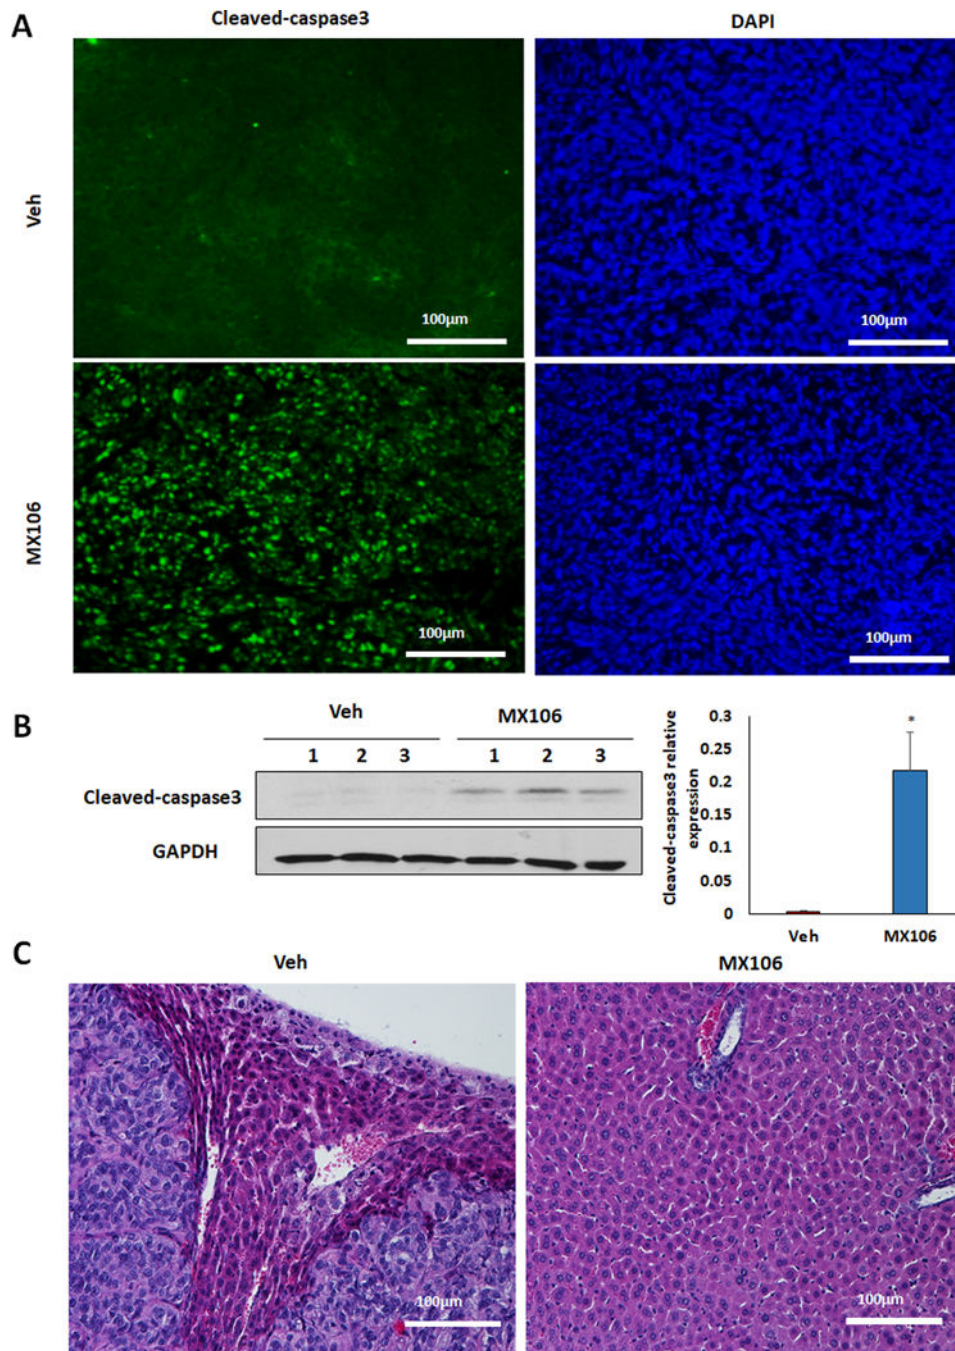 A
Cleaved-caspase3
DAPI
Veh
100μm
100μm
MX106
100μm
100μm
B
Veh
MX106
1 2 3 1 2 3
Cleaved-caspase3
GAPDH
Cleaved-caspase3 relative
expression
0.3
0.25
0.2
0.15
0.1
0.05
0
*
Veh
MX106
C
Veh
MX106
100μm
100μm